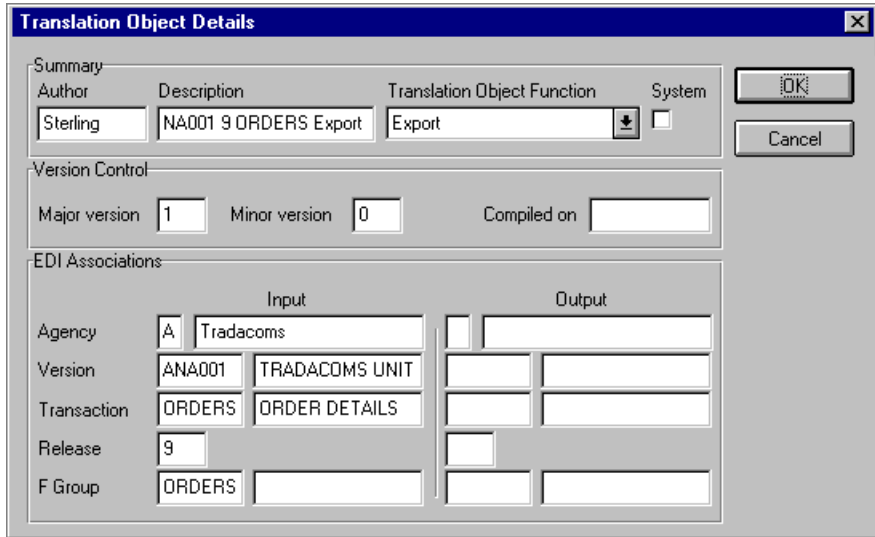 Translation Object Details
Summary
Author Description Translation Object Function System
Sterling NA001 9 ORDERS Export Export
OK
Cancel
Version Control
Major version 1 Minor version 0 Compiled on
EDI Associations
Input Output
Agency A Tradacoms
Version ANA001 TRADACOMS UNIT
Transaction ORDERS ORDER DETAILS
Release 9
F Group ORDERS